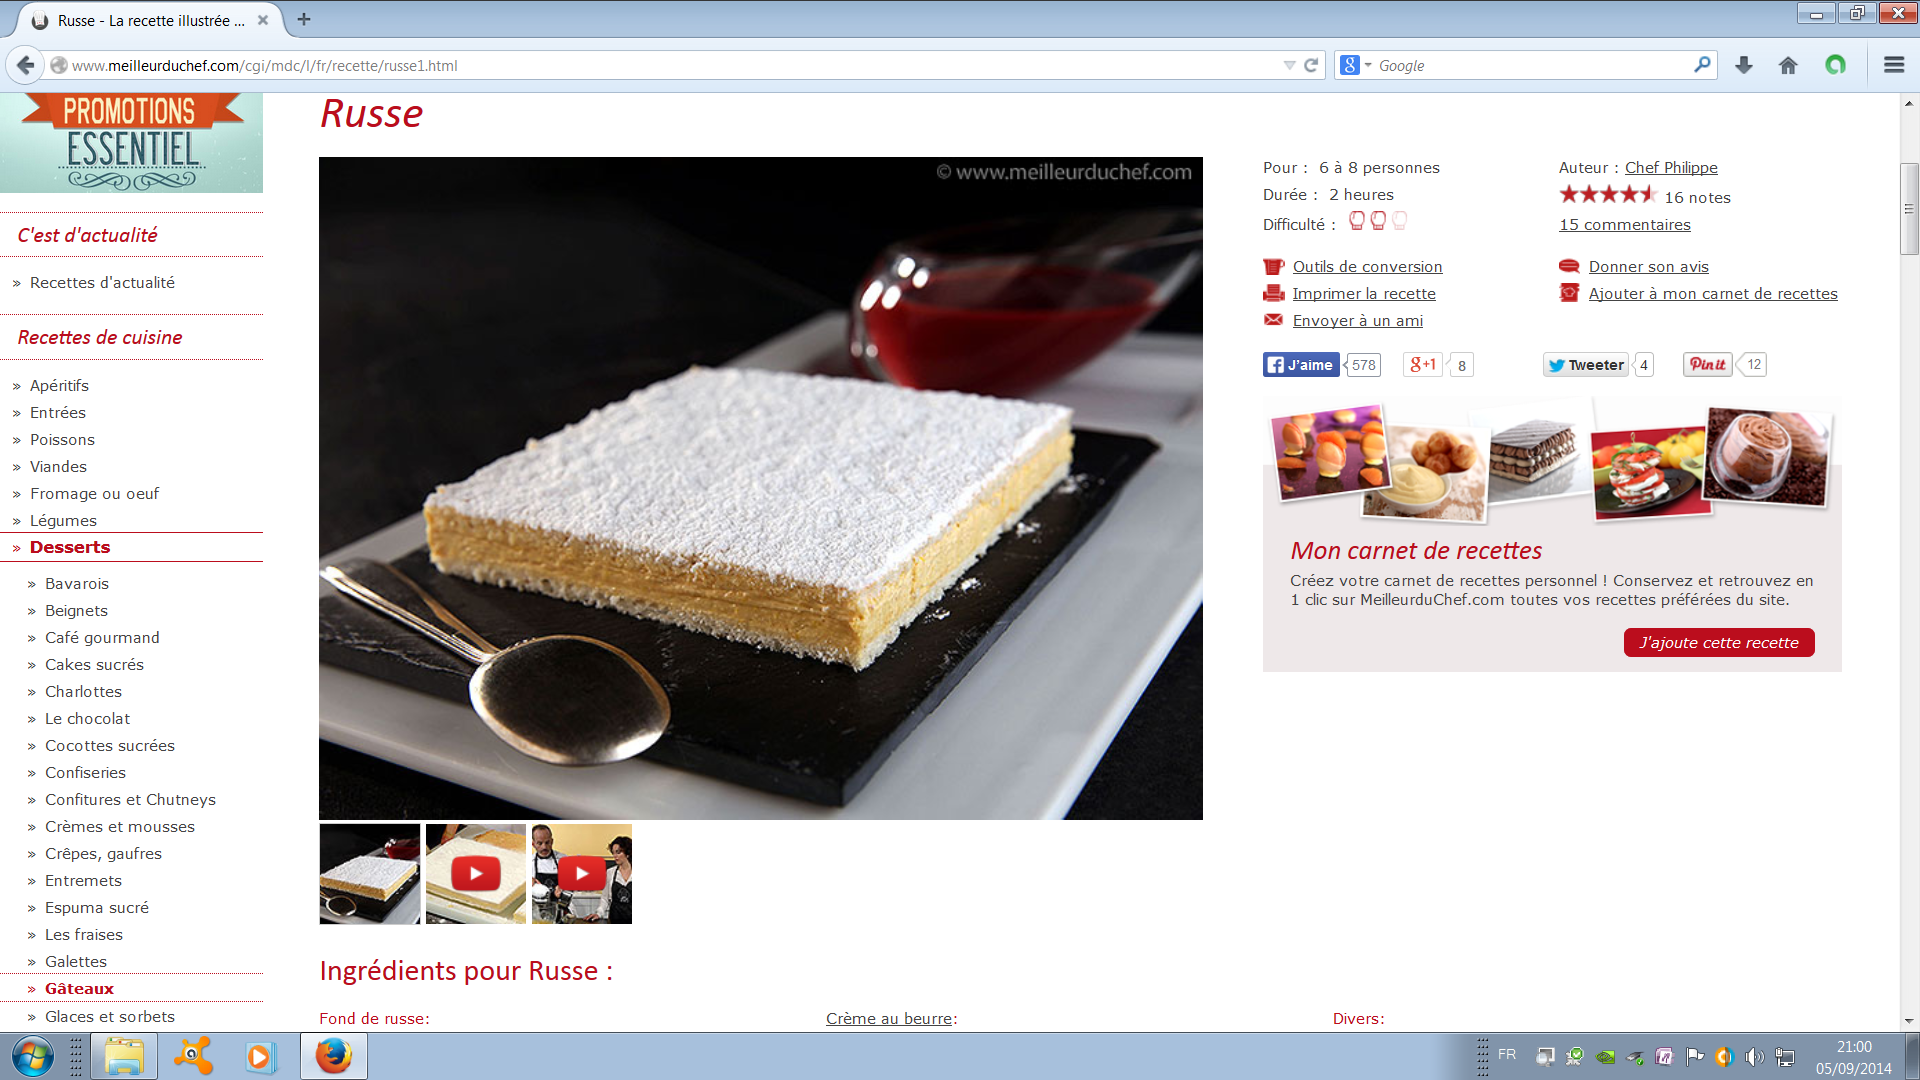 Russe - La recette illustrée ...
www.meilleurduchef.com/cgi/mdc/l/fr/recette/russe1.html
Google
PROMOTIONS
ESSENTIEL
C'est d'actualité
» Recettes d'actualité
Recettes de cuisine
» Apéritifs
» Entrées
» Poissons
» Viandes
» Fromage ou oeuf
» Légumes
» Desserts
» Bavarois
» Beignets
» Café gourmand
» Cakes sucrés
» Charlottes
» Le chocolat
» Cocottes sucrées
» Confiseries
» Confitures et Chutneys
» Crèmes et mousses
» Crêpes, gaufres
» Entremets
» Espuma sucré
» Les fraises
» Galettes
» Gâteaux
» Glaces et sorbets
Russe
© www.meilleurduchef.com
Pour : 6 à 8 personnes
Durée : 2 heures
Difficulté :
Auteur : Chef Philippe
16 notes
15 commentaires
Outils de conversion
Imprimer la recette
Envoyer à un ami
Donner son avis
Ajouter à mon carnet de recettes
J'aime 578
g+1 8
Tweeter 4
Pin it 12
Mon carnet de recettes
Créez votre carnet de recettes personnel ! Conservez et retrouvez en
1 clic sur MeilleurduChef.com toutes vos recettes préférées du site.
J'ajoute cette recette
Ingrédients pour Russe :
Fond de russe:
Crème au beurre:
Divers:
FR
21:00
05/09/2014